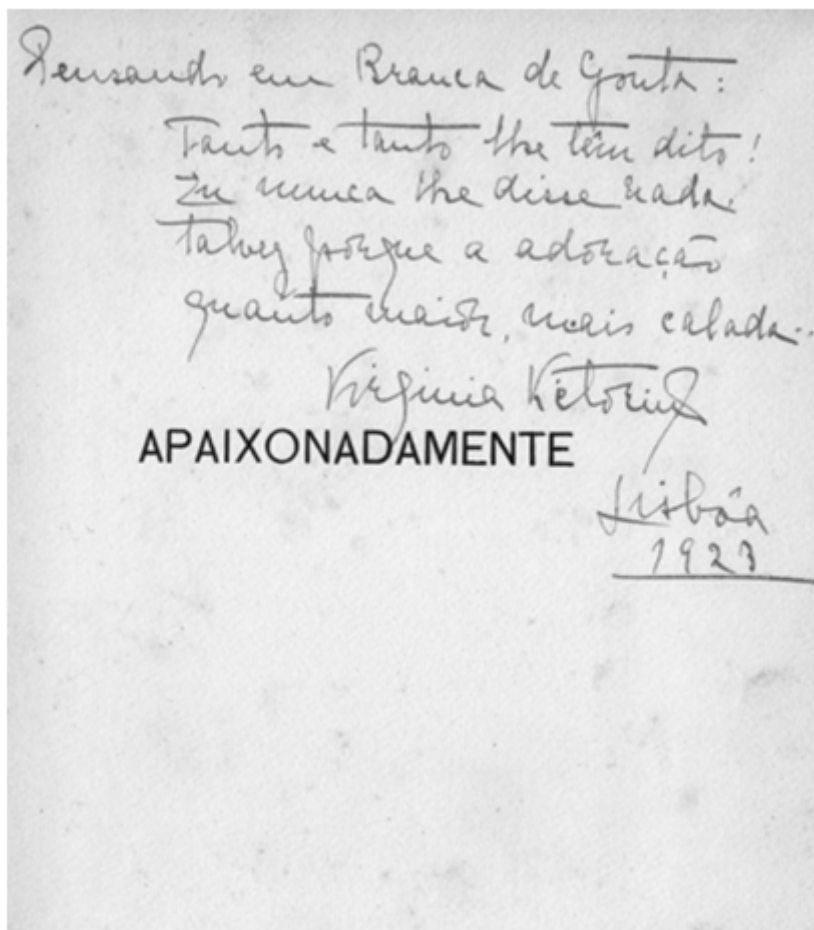 Pensando em Branca de Gonta:
Tanto e tanto lhe têm dito!
Eu nunca lhe disse nada.
talvez porque a adoração
quanto maior, mais calada..
Virginia Victorino
APAIXONADAMENTE
Lisbôa
1923